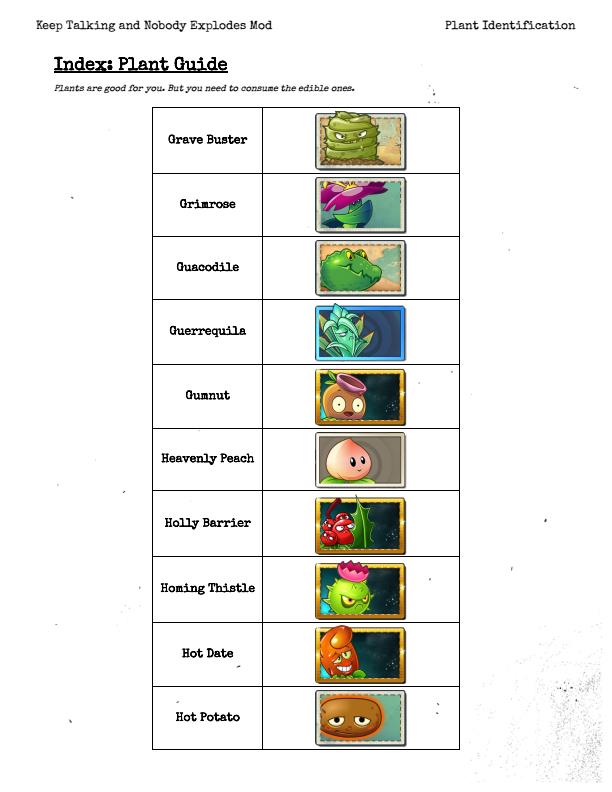 Keep Talking and Nobody Explodes Mod
Plant Identification
Index: Plant Guide
Plants are good for you. But you need to consume the edible ones.
Grave Buster
Grimrose
Guacodile
Guerrequila
Gumnut
Heavenly Peach
Holly Barrier
Homing Thistle
Hot Date
Hot Potato